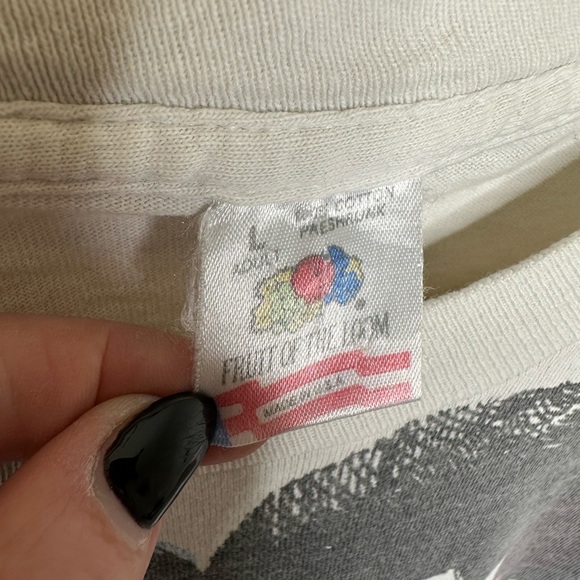 L
ADULT
100% COTTON
PRESHRUNK
®
FRUIT OF THE LOOM
MADE IN U.S.A.